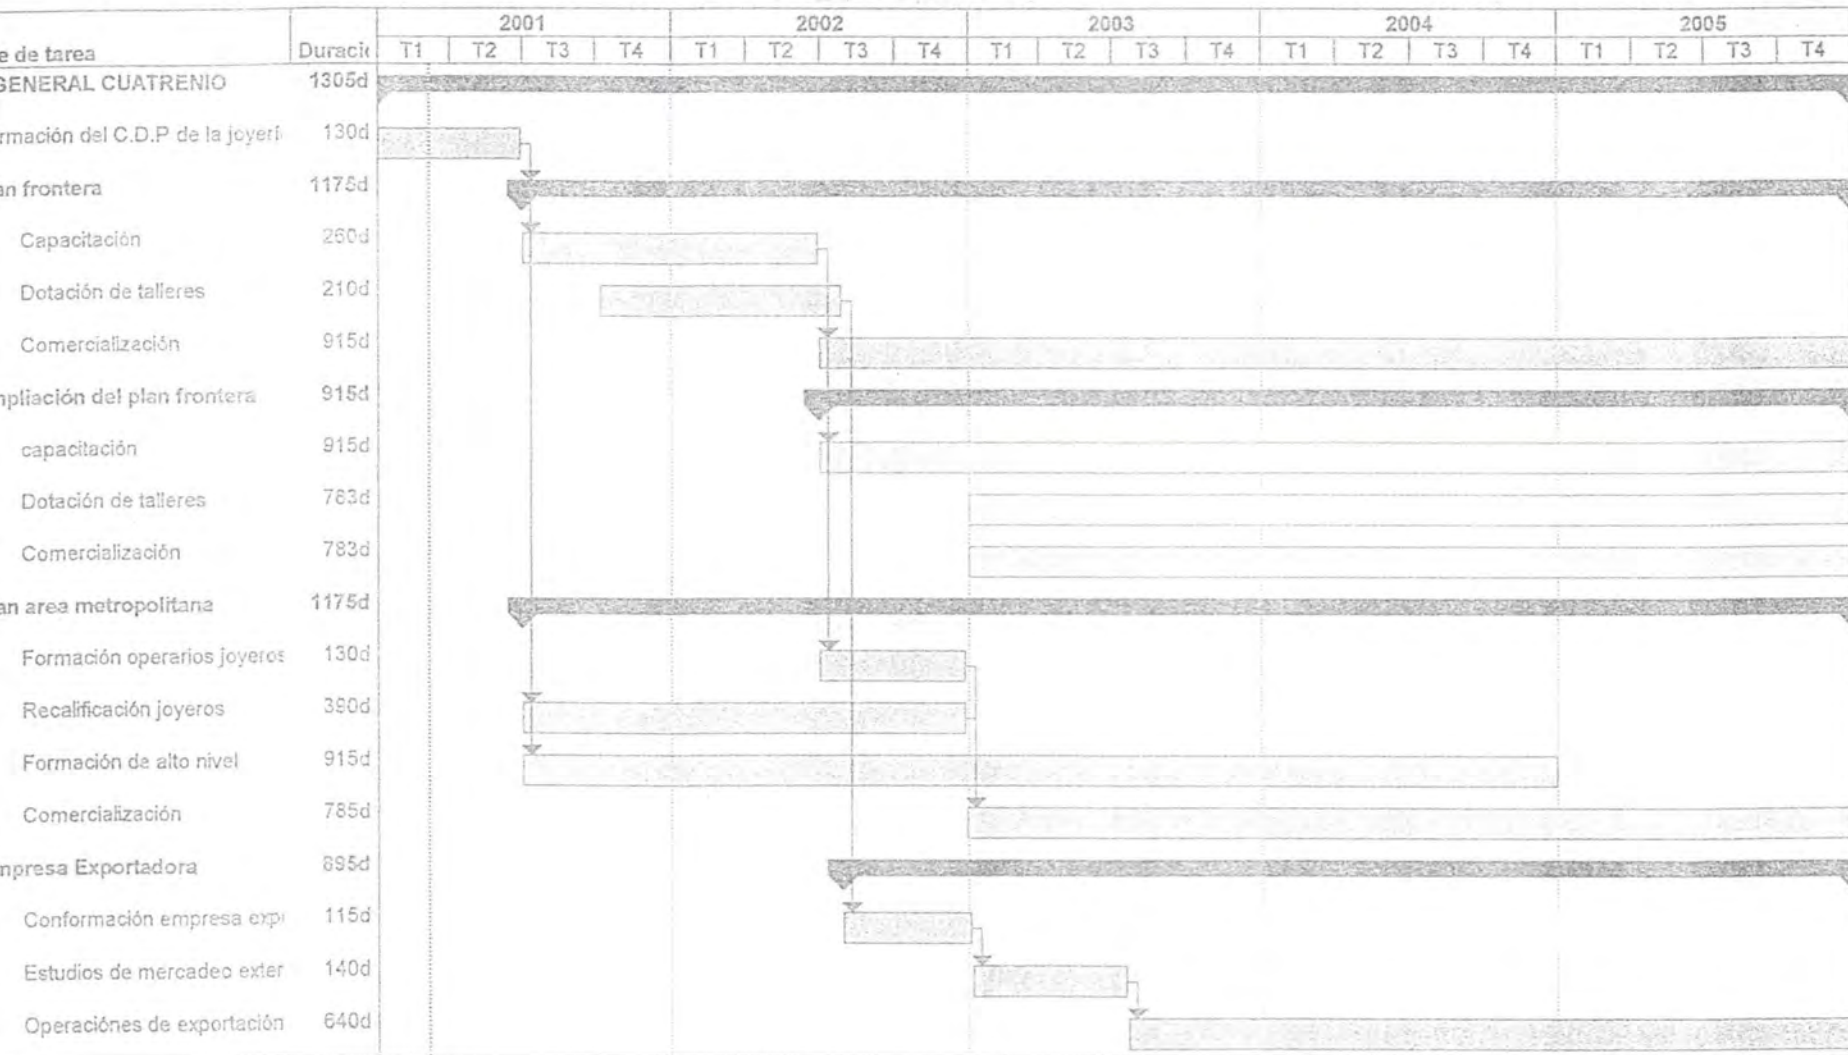 2001 2002 2003 2004 2005
e de tarea Duració T1 T2 T3 T4 T1 T2 T3 T4 T1 T2 T3 T4 T1 T2 T3 T4 T1 T2 T3 T4
GENERAL CUATRENIO 1305d
rmación del C.D.P de la joyerí 130d
an frontera 1175d
Capacitación 260d
Dotación de talleres 210d
Comercialización 915d
mpliación del plan frontera 915d
capacitación 915d
Dotación de talleres 783d
Comercialización 783d
an area metropolitana 1175d
Formación operarios joyeros 130d
Recalificación joyeros 390d
Formación de alto nivel 915d
Comercialización 785d
mpresa Exportadora 895d
Conformación empresa exp 115d
Estudios de mercadeo exter 140d
Operaciónes de exportación 640d